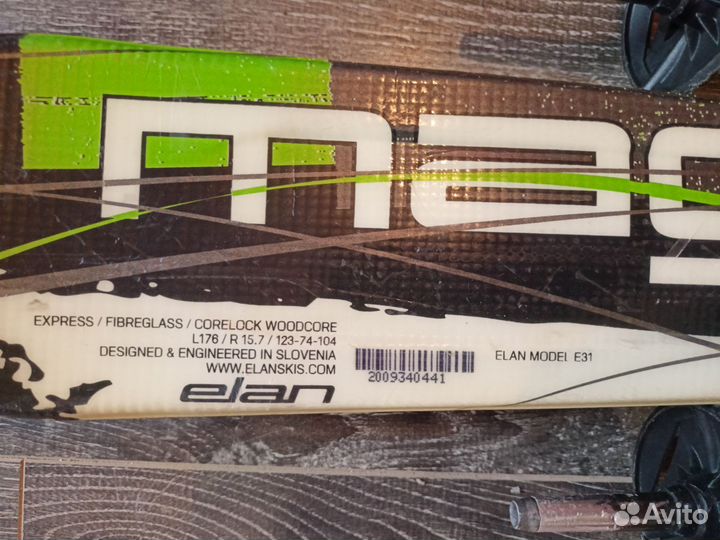 mag
EXPRESS / FIBREGLASS / CORELOCK WOODCORE
L176 / R 15.7 / 123-74-104
DESIGNED & ENGINEERED IN SLOVENIA
WWW.ELANSKIS.COM
elan
2009340441
ELAN MODEL E31
Avito